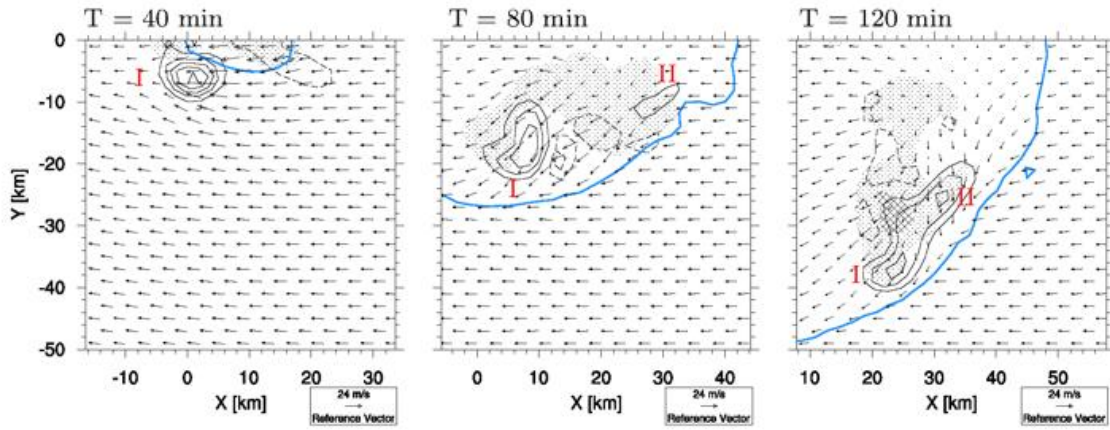 T = 40 min
T = 80 min
T = 120 min
0
-10
-20
-30
-40
-50
Y [km]
I
-10 0 10 20 30
X [km]
24 m/s
Reference Vector
II
I
0 10 20 30 40
X [km]
24 m/s
Reference Vector
II
I
10 20 30 40 50
X [km]
24 m/s
Reference Vector